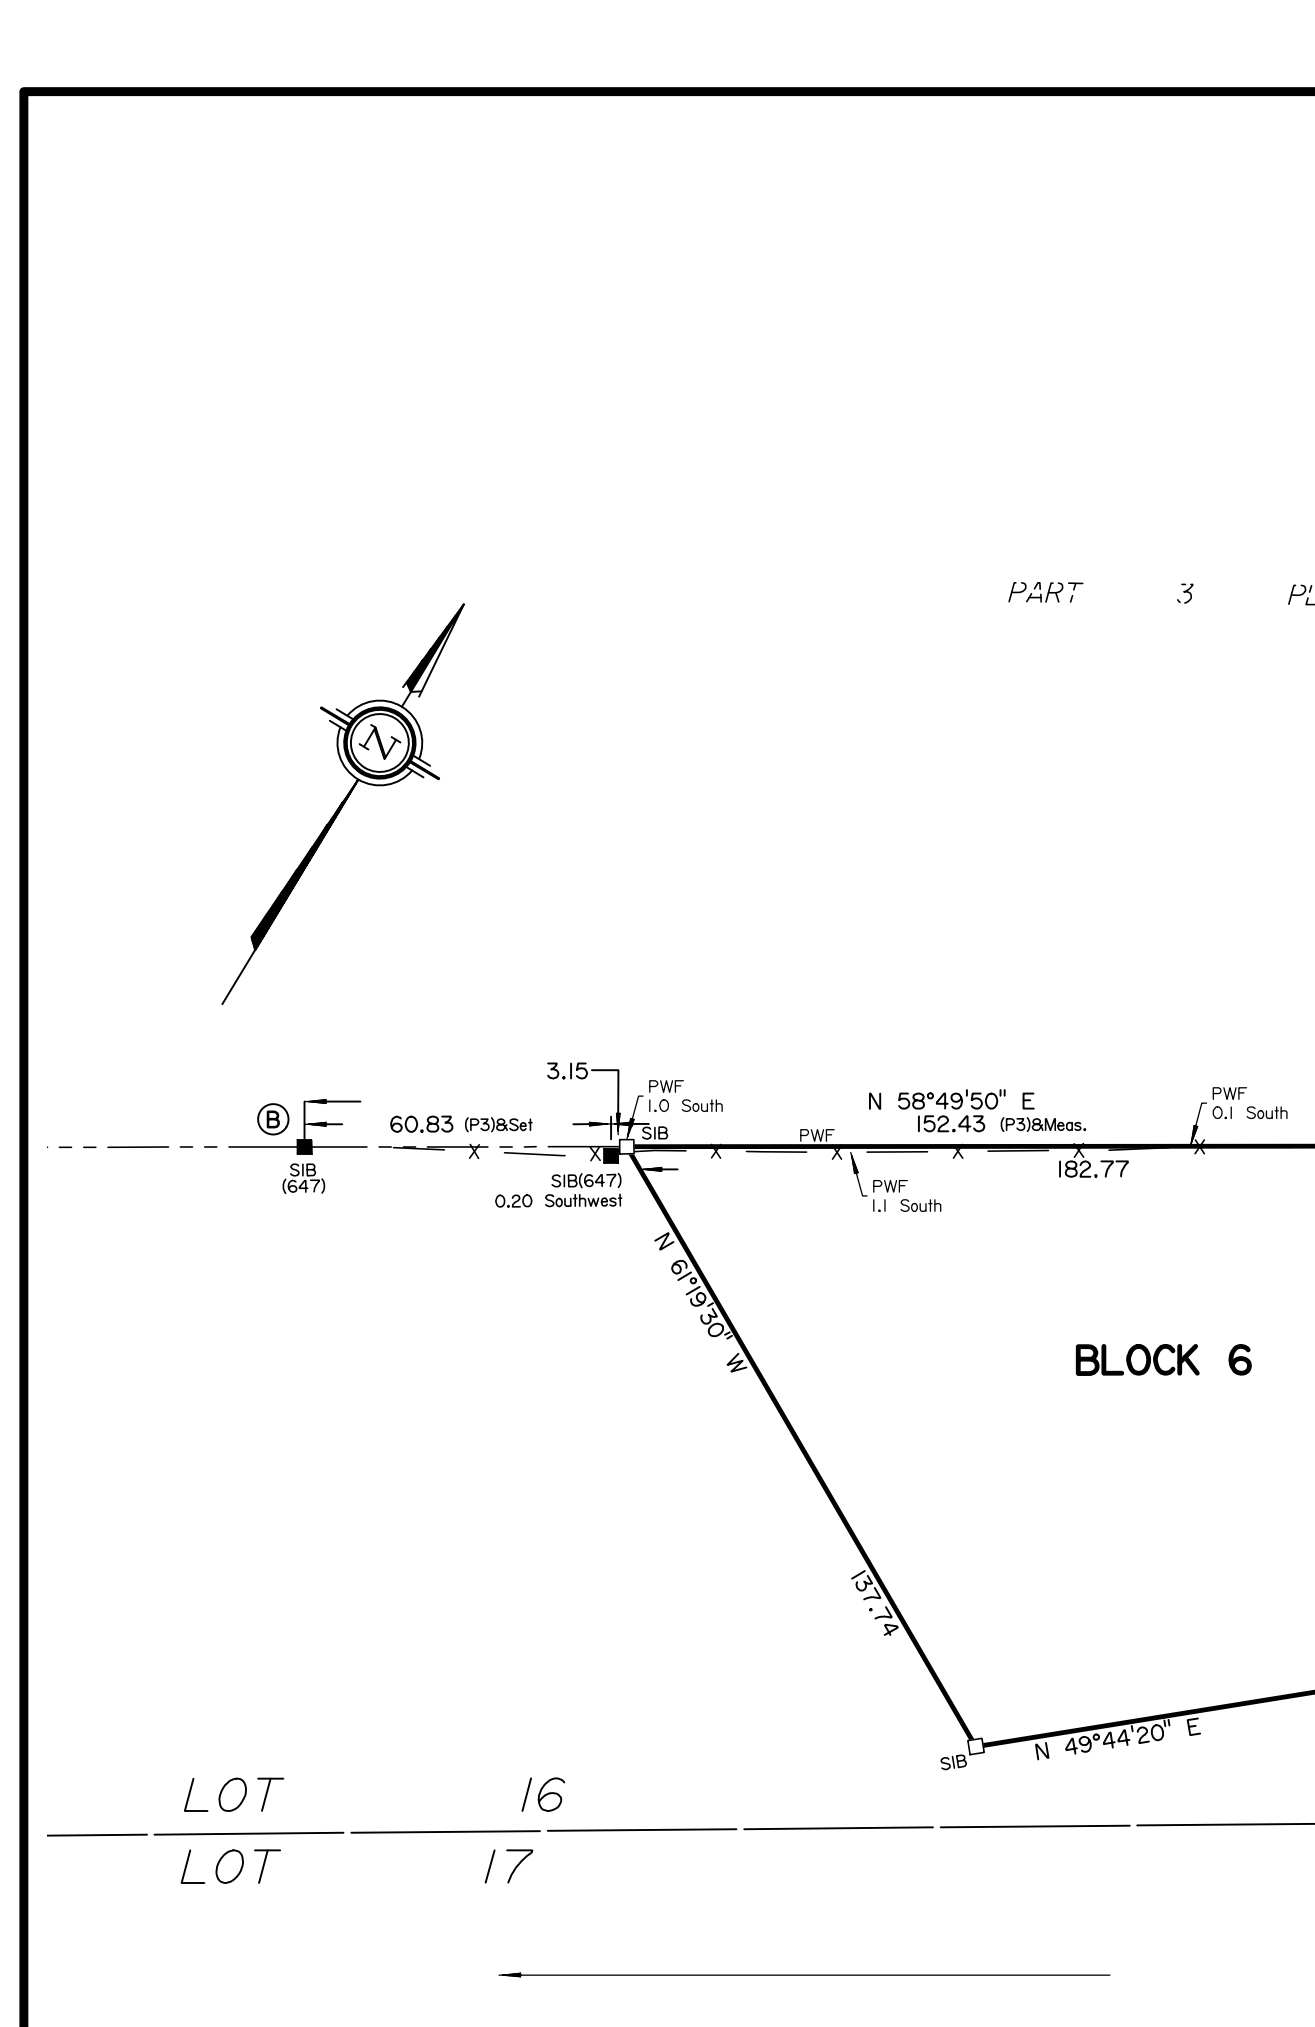 PART 3
N
3.15
PWF
1.0 South
N 58°49'50" E
PWF
0.1 South
B
60.83 (P3)&Set
SIB
PWF
152.43 (P3)&Meas.
SIB
(647)
SIB(647)
0.20 Southwest
182.77
PWF
1.1 South
N 61°19'30" W
BLOCK 6
137.74
SIB
N 49°44'20" E
LOT 16
LOT 17